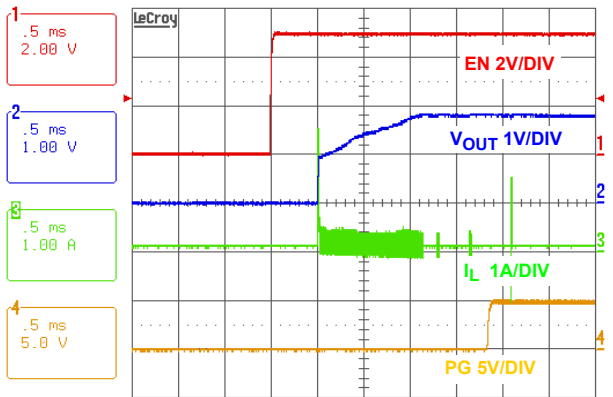 LeCroy
1
.5 ms
2.00 V
EN 2V/DIV
2
.5 ms
1.00 V
VOUT 1V/DIV
1
2
3
.5 ms
1.00 A
3
IL 1A/DIV
4
.5 ms
5.0 V
4
PG 5V/DIV